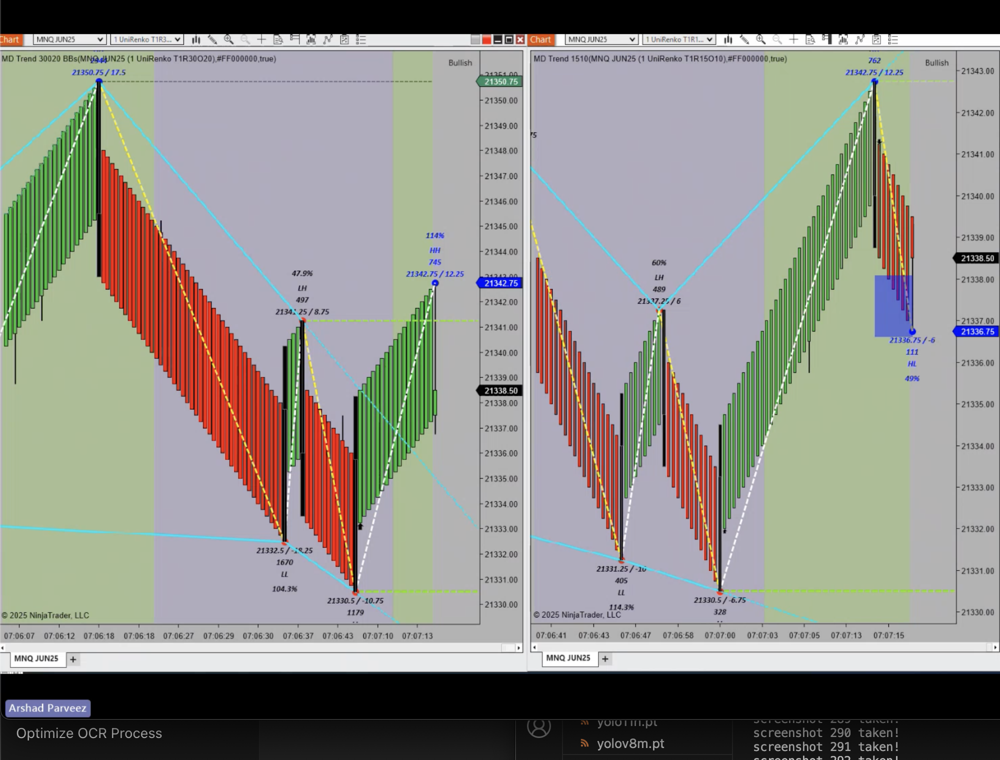 Chart
MNQ JUN25
1 UniRenko T1R3...
MD Trend 30020 BBs(MNQ JUN25 (1 UniRenko T1R30O20),#FF000000,true)
Bullish
21350.75 / 17.5
21351.00
21350.75
21350.00
21349.00
21348.00
21347.00
21346.00
21345.00
21344.00
21342.75
21342.00
21341.00
21340.00
21339.00
21338.50
21338.00
21337.00
21336.00
21335.00
21334.00
21333.00
21332.00
21331.00
21330.00
114%
HH
745
21342.75 / 12.25
47.9%
LH
497
1670
LL
104.3%
21330.5 / -10.75
1179
© 2025 NinjaTrader, LLC
07:06:07 07:06:12 07:06:18 07:06:18 07:06:27 07:06:29 07:06:30 07:06:37 07:06:43 07:07:10 07:07:13
MNQ JUN25 +
Chart
MNQ JUN25
1 UniRenko T1R1...
MD Trend 1510(MNQ JUN25 (1 UniRenko T1R15O10),#FF000000,true)
Bullish
762
21342.75 / 12.25
21343.00
21342.00
21341.00
21340.00
21339.00
21338.50
21337.00
21336.75
21336.00
21335.00
21334.00
21333.00
21332.00
21331.00
21330.00
60%
LH
489
21337.25 / 6
21336.75 / -6
111
HL
49%
21331.25 / -10
405
LL
114.3%
21330.5 / -6.75
328
© 2025 NinjaTrader, LLC
07:06:41 07:06:43 07:06:47 07:06:58 07:07:00 07:07:03 07:07:05 07:07:13 07:07:15
MNQ JUN25 +
Arshad Parveez
Optimize OCR Process
yolo11n.pt
yolov8m.pt
screenshot 289 taken!
screenshot 290 taken!
screenshot 291 taken!
screenshot 292 taken!